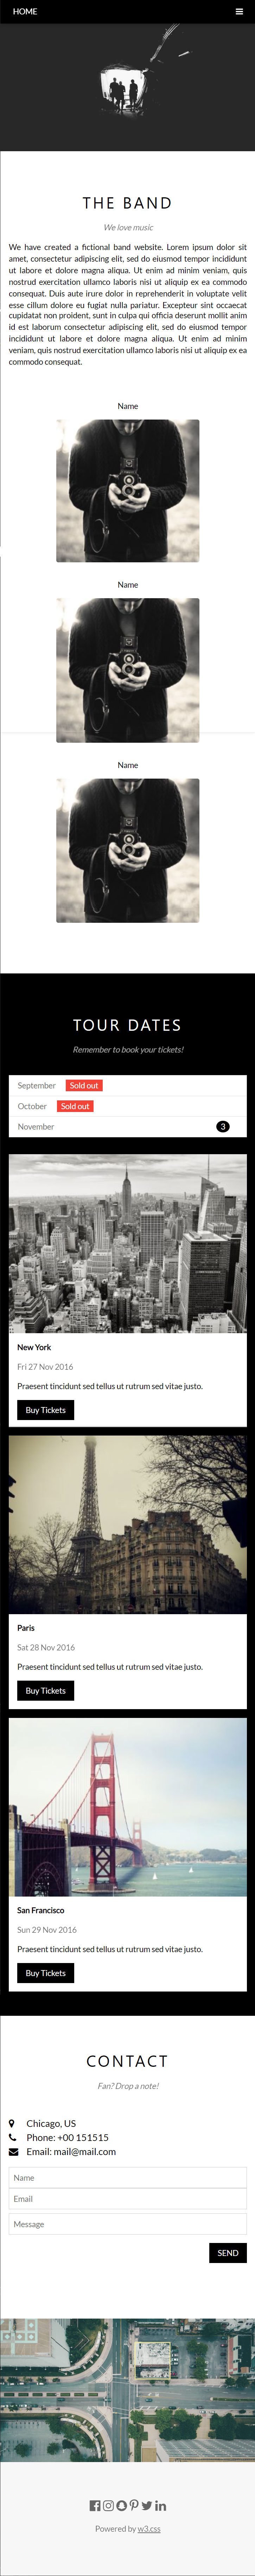 HOME
THE BAND
We love music
We have created a fictional band website. Lorem ipsum dolor sit
amet, consectetur adipiscing elit, sed do eiusmod tempor incididunt
ut labore et dolore magna aliqua. Ut enim ad minim veniam, quis
nostrud exercitation ullamco laboris nisi ut aliquip ex ea commodo
consequat. Duis aute irure dolor in reprehenderit in voluptate velit
esse cillum dolore eu fugiat nulla pariatur. Excepteur sint occaecat
cupidatat non proident, sunt in culpa qui officia deserunt mollit anim
id est laborum consectetur adipiscing elit, sed do eiusmod tempor
incididunt ut labore et dolore magna aliqua. Ut enim ad minim
veniam, quis nostrud exercitation ullamco laboris nisi ut aliquip ex ea
commodo consequat.
Name
Name
Name
TOUR DATES
Remember to book your tickets!
September Sold out
October Sold out
November 3
New York
Fri 27 Nov 2016
Praesent tincidunt sed tellus ut rutrum sed vitae justo.
Buy Tickets
Paris
Sat 28 Nov 2016
Praesent tincidunt sed tellus ut rutrum sed vitae justo.
Buy Tickets
San Francisco
Sun 29 Nov 2016
Praesent tincidunt sed tellus ut rutrum sed vitae justo.
Buy Tickets
CONTACT
Fan? Drop a note!
Chicago, US
Phone: +00 151515
Email: mail@mail.com
Name
Email
Message
SEND
Powered by w3.css